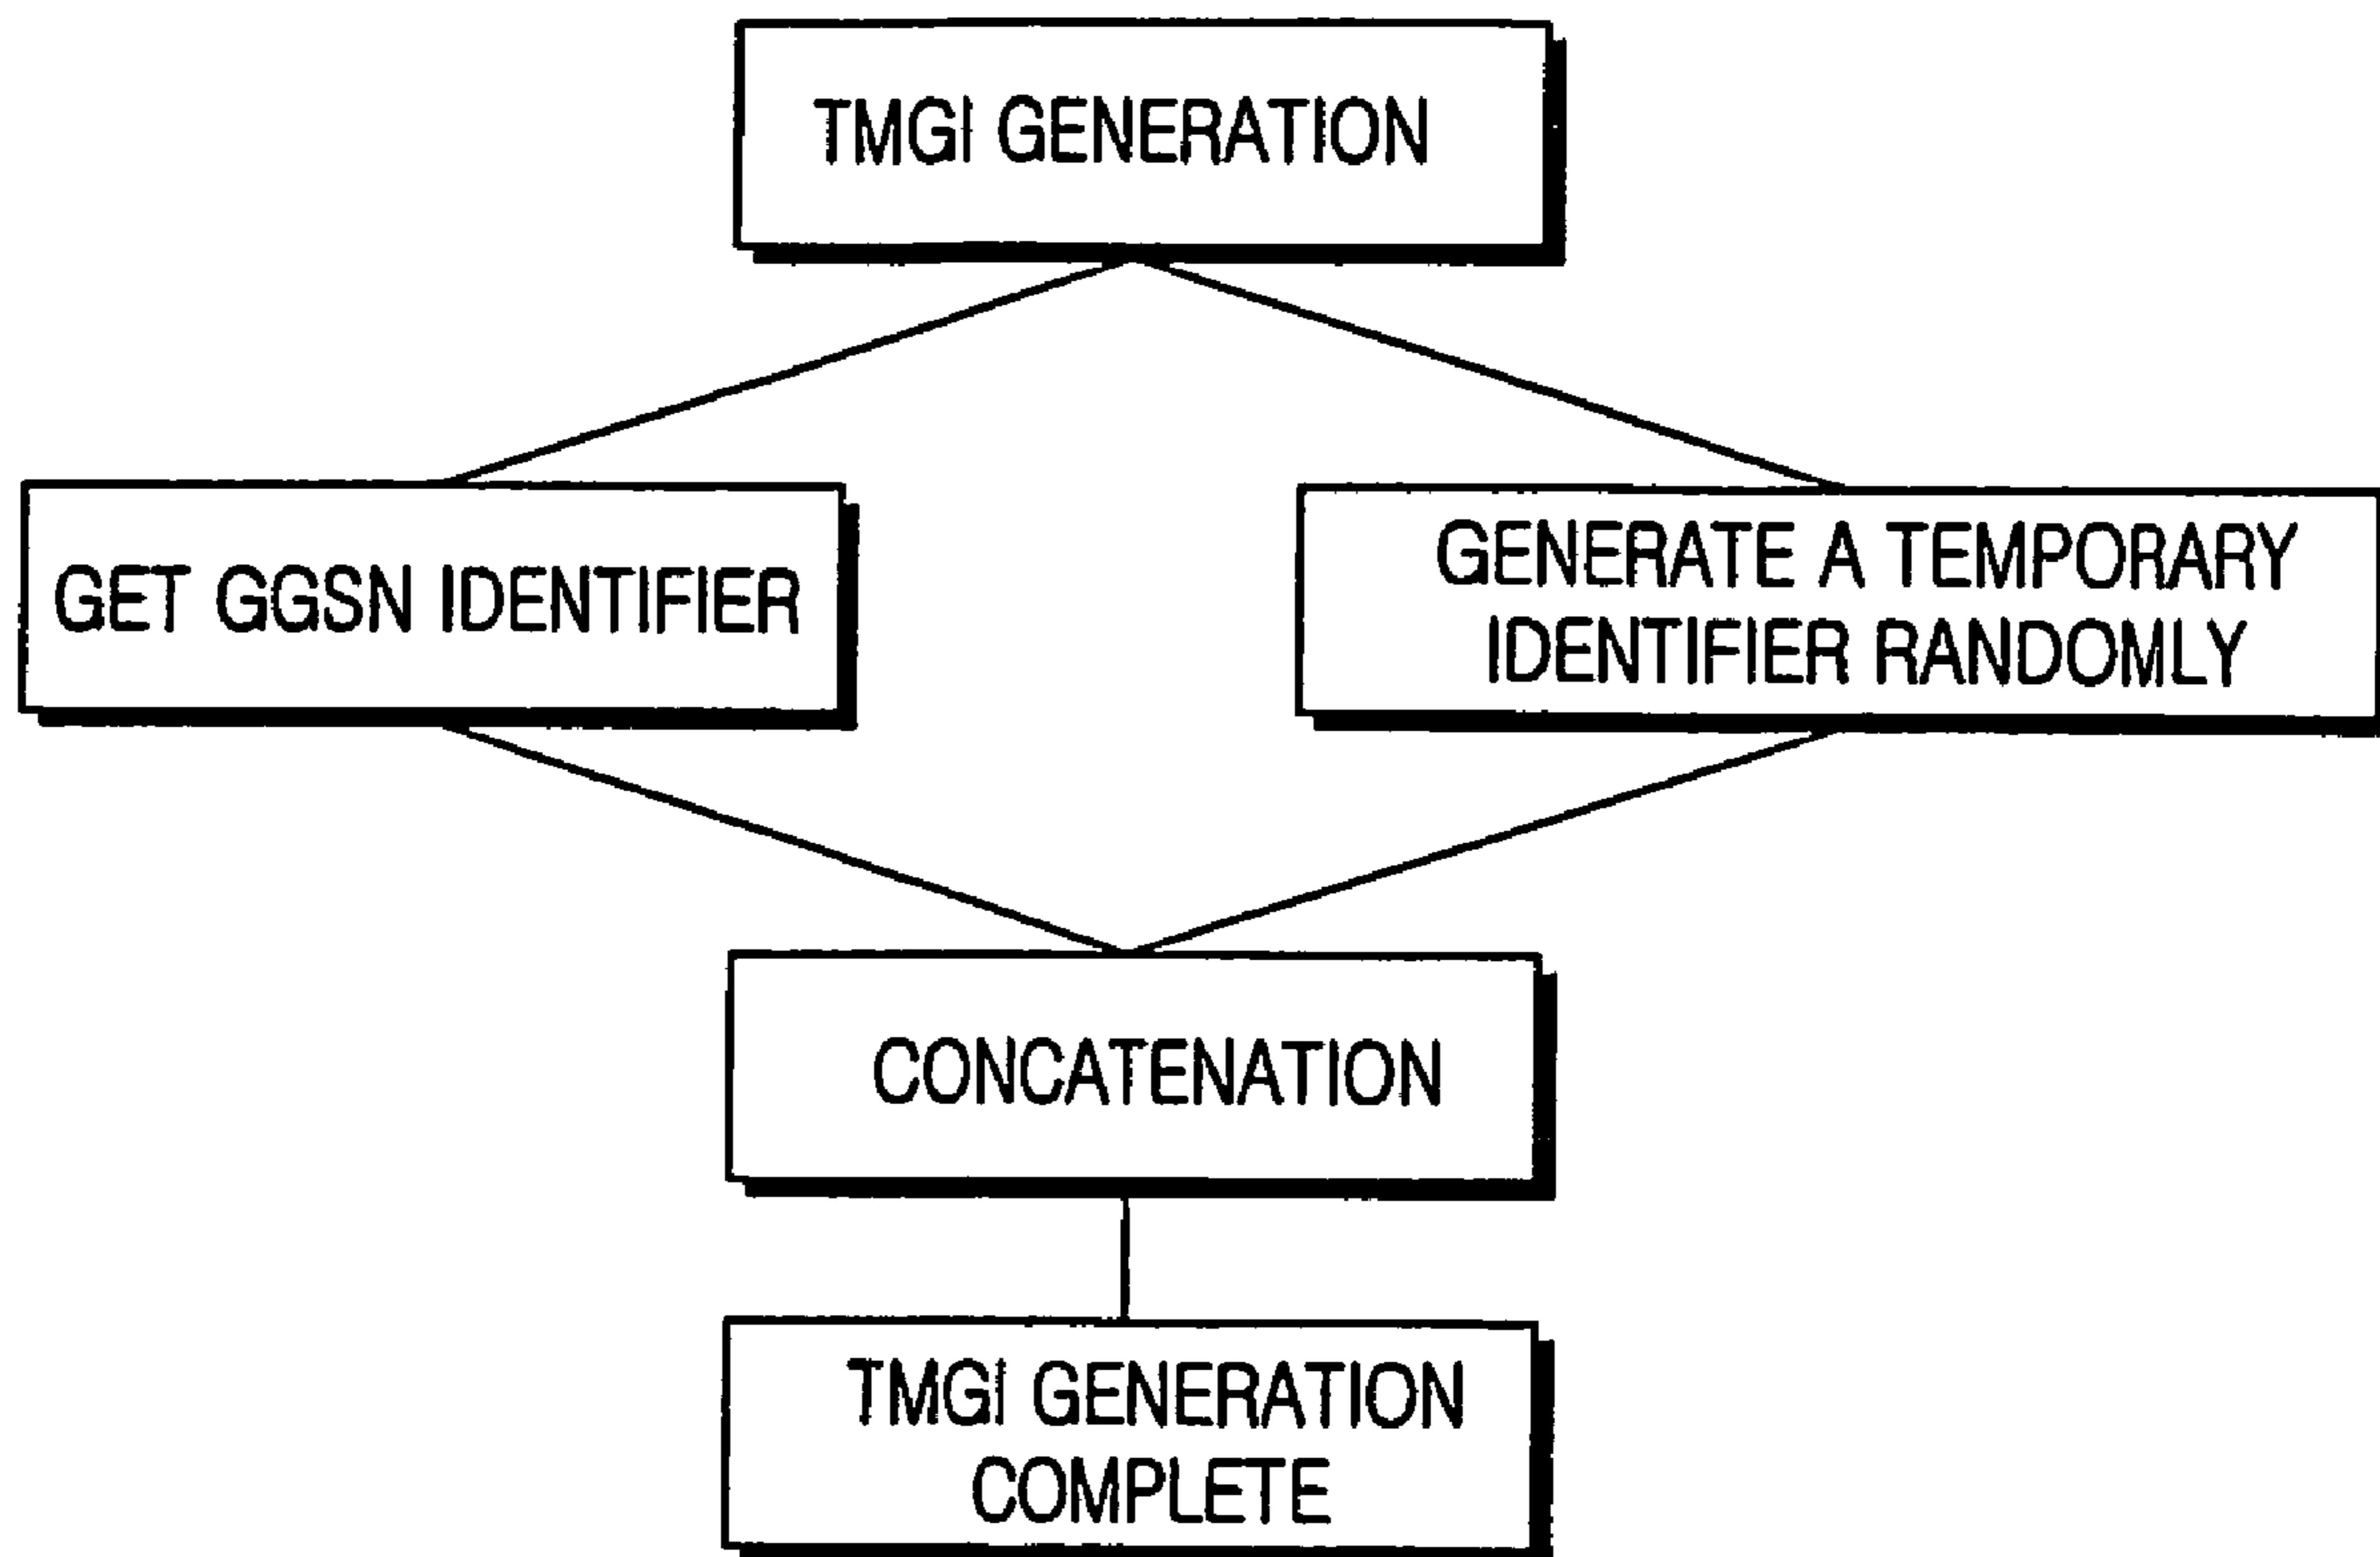 TMGI GENERATION
GET GGSN IDENTIFIER
GENERATE A TEMPORARY
IDENTIFIER RANDOMLY
CONCATENATION
TMGI GENERATION
COMPLETE